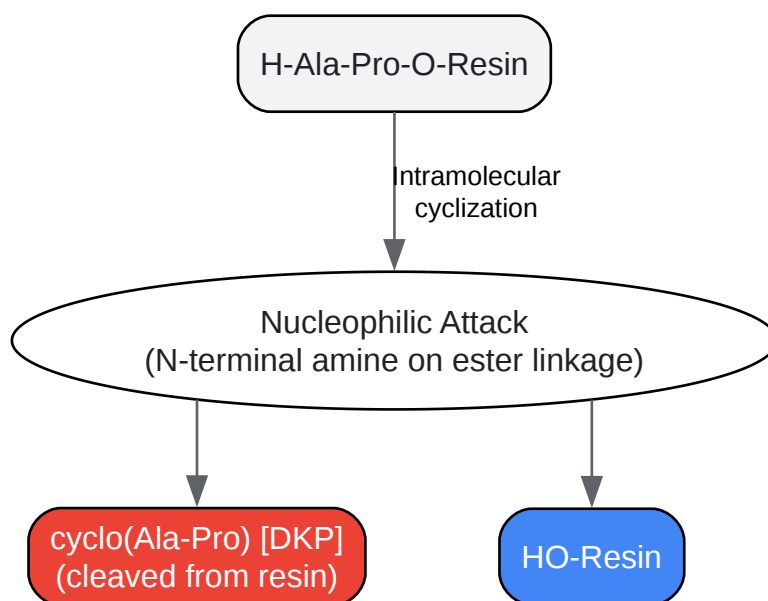 H-Ala-Pro-O-Resin
Intramolecular
cyclization
Nucleophilic Attack
(N-terminal amine on ester linkage)
cyclo(Ala-Pro) [DKP]
(cleaved from resin)
HO-Resin